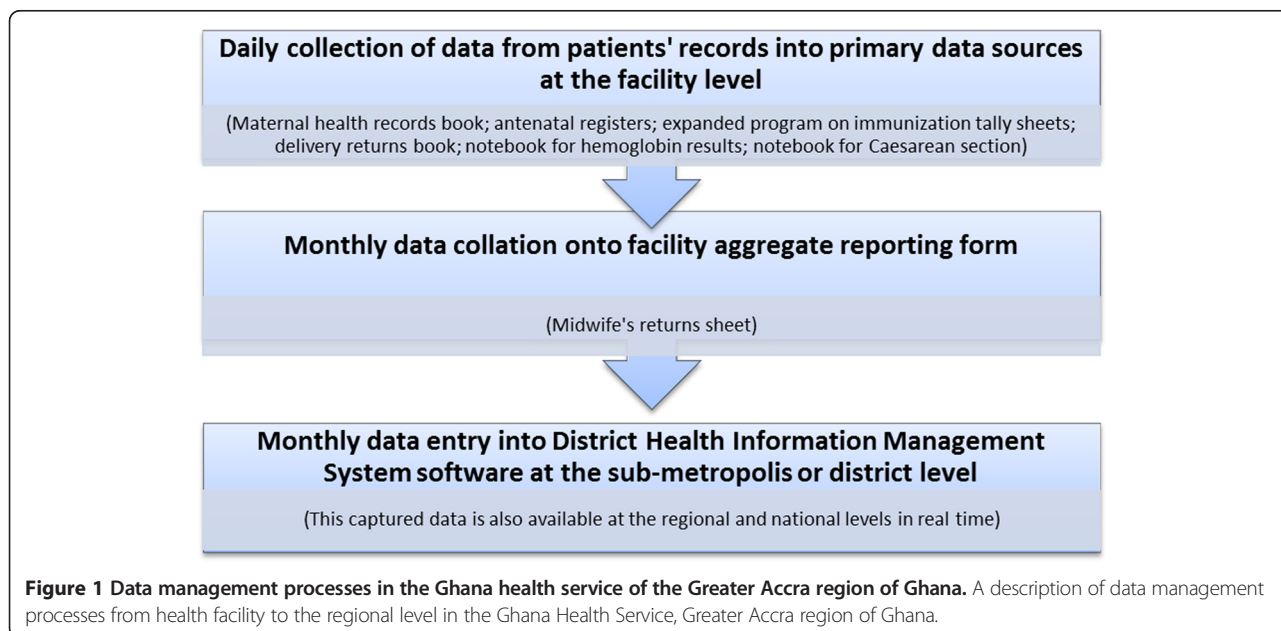 Daily collection of data from patients' records into primary data sources
at the facility level
(Maternal health records book; antenatal registers; expanded program on immunization tally sheets;
delivery returns book; notebook for hemoglobin results; notebook for Caesarean section)
Monthly data collation onto facility aggregate reporting form
(Midwife's returns sheet)
Monthly data entry into District Health Information Management
System software at the sub-metropolis or district level
(This captured data is also available at the regional and national levels in real time)
Figure 1 Data management processes in the Ghana health service of the Greater Accra region of Ghana. A description of data management
processes from health facility to the regional level in the Ghana Health Service, Greater Accra region of Ghana.